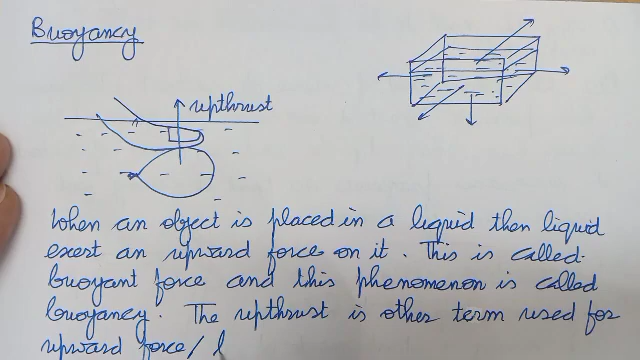 Buoyancy
upthrust
When an object is placed in a liquid then liquid
exert an upward force on it. This is called
buoyant force and this phenomenon is called
buoyancy. The upthrust is other term used for
upward force/